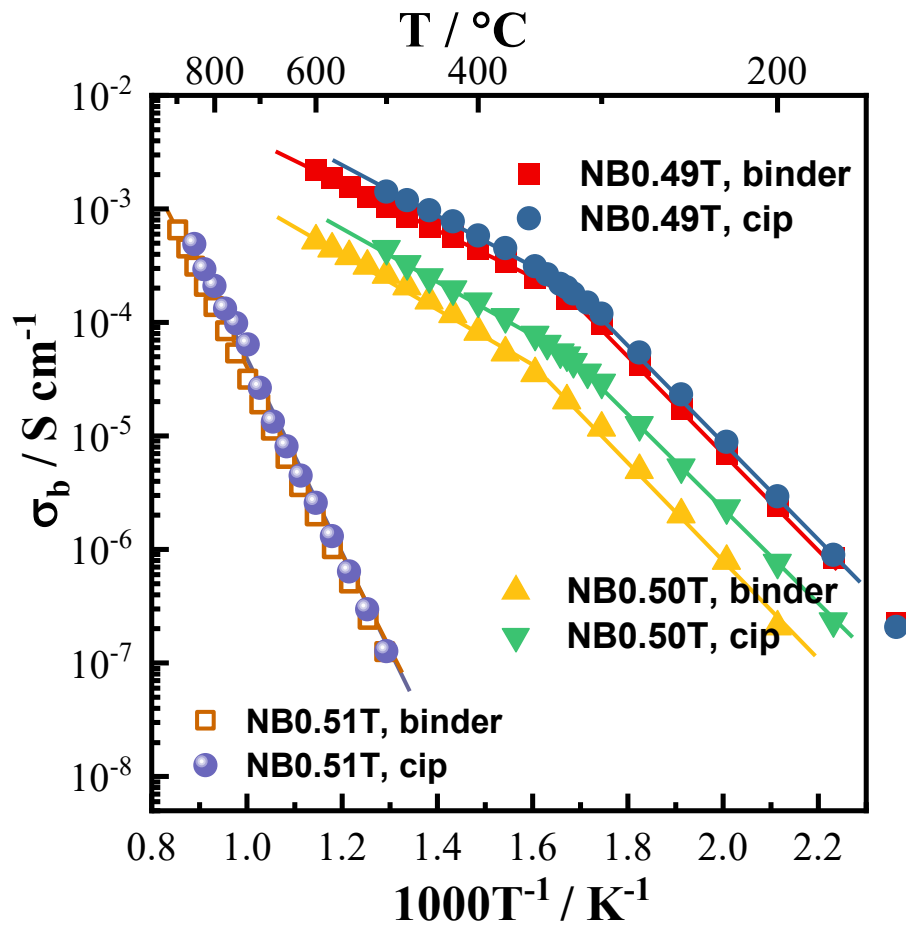 T / °C
800 600 400 200
10⁻²
10⁻³
10⁻⁴
10⁻⁵
10⁻⁶
10⁻⁷
10⁻⁸
σb / S cm⁻¹
NB0.49T, binder
NB0.49T, cip
NB0.50T, binder
NB0.50T, cip
NB0.51T, binder
NB0.51T, cip
0.8 1.0 1.2 1.4 1.6 1.8 2.0 2.2
1000T⁻¹ / K⁻¹